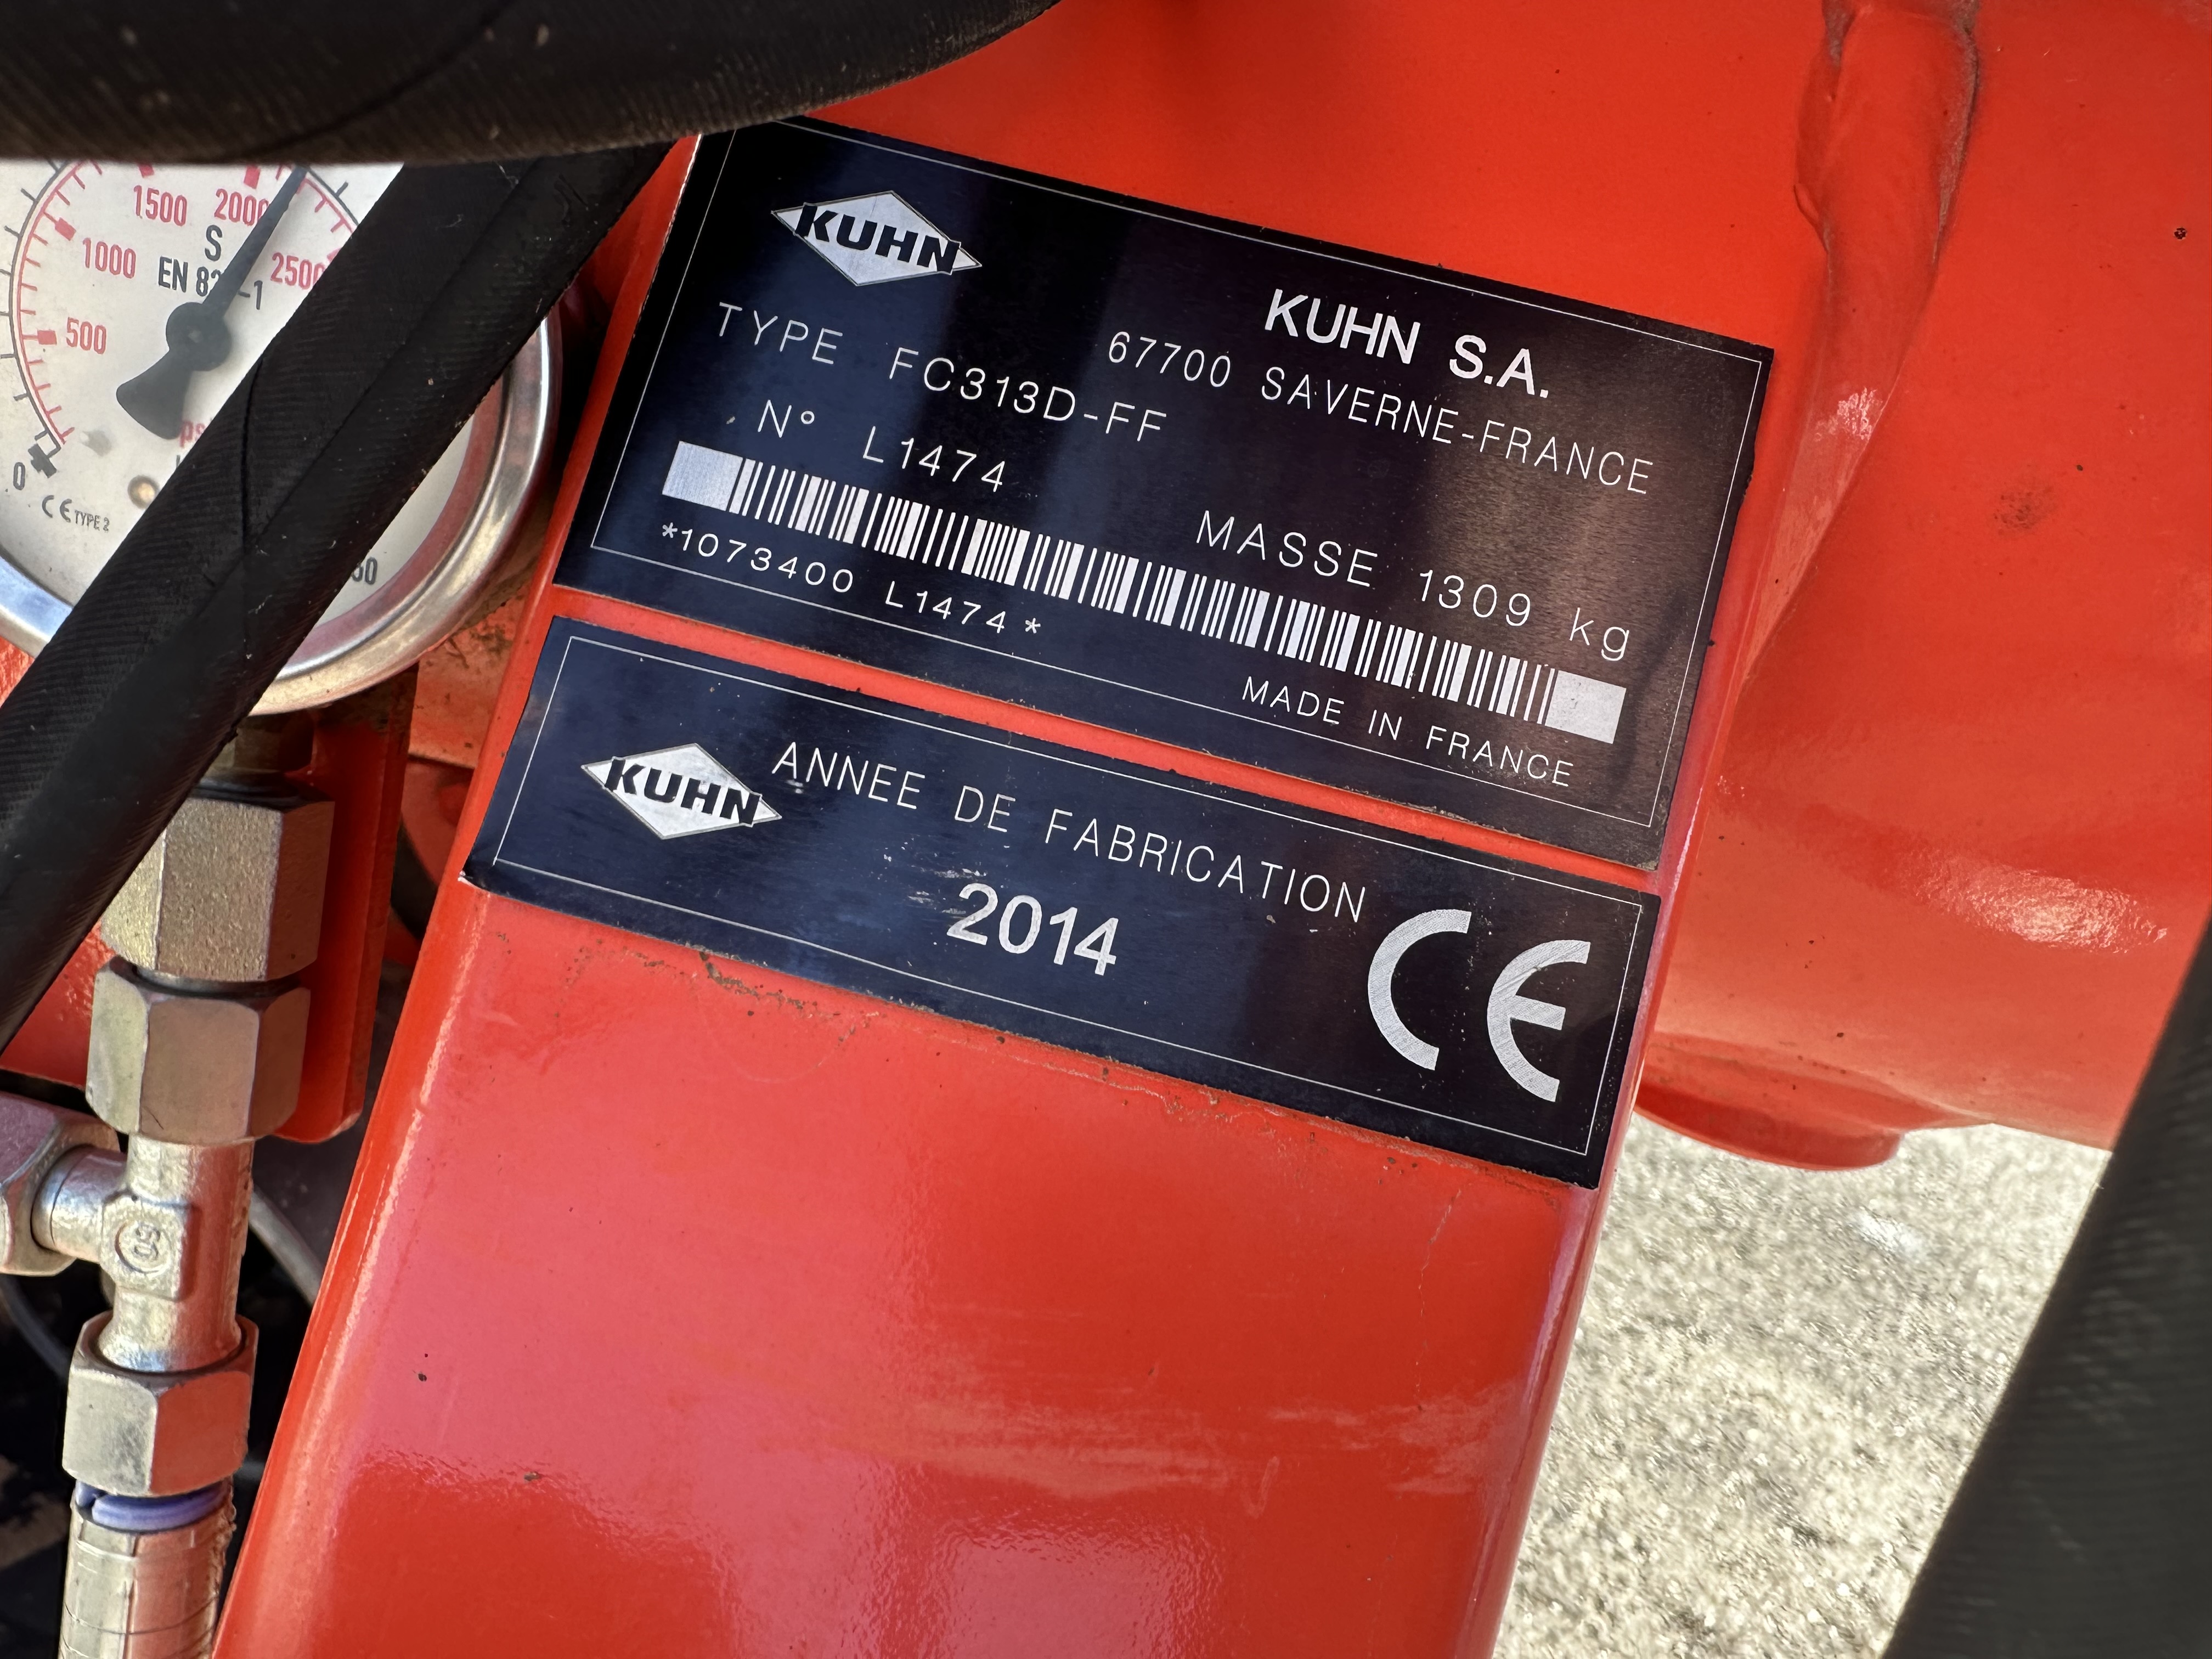 KUHN
KUHN S.A.
67700 SAVERNE-FRANCE
TYPE FC313D-FF
N° L1474
MASSE 1309 kg
*1073400 L1474*
MADE IN FRANCE
KUHN
ANNEE DE FABRICATION
2014
CE
1500 2000
1000 2500
500
S
0
CE TYPE 2